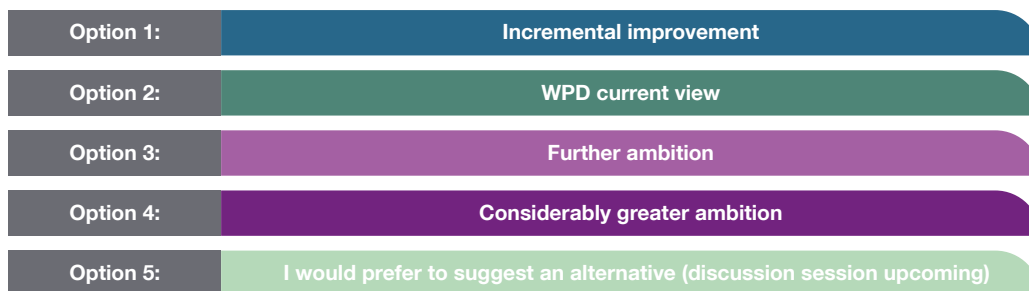 Option 1: Incremental improvement
Option 2: WPD current view
Option 3: Further ambition
Option 4: Considerably greater ambition
Option 5: I would prefer to suggest an alternative (discussion session upcoming)